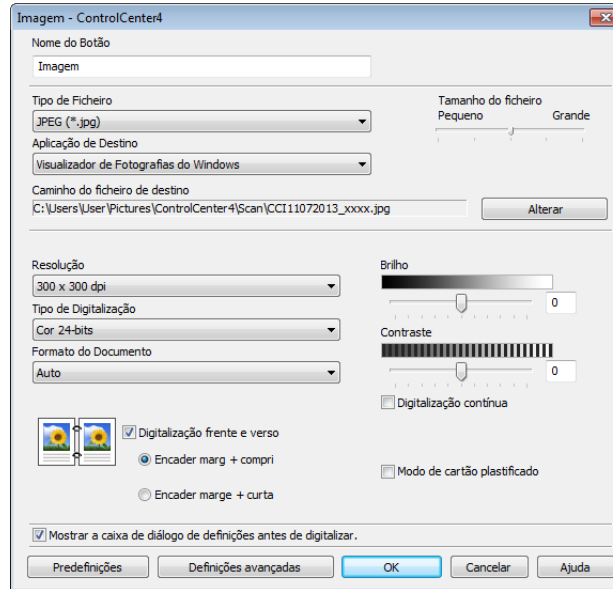 Imagem - ControlCenter4
Nome do Botão
Imagem
Tipo de Ficheiro
JPEG (*.jpg)
Tamanho do ficheiro
Pequeno Grande
Aplicação de Destino
Visualizador de Fotografias do Windows
Caminho do ficheiro de destino
C:\Users\User\Pictures\ControlCenter4\Scan\CCI11072013_xxxx.jpg
Alterar
Resolução
300 x 300 dpi
Tipo de Digitalização
Cor 24-bits
Formato do Documento
Auto
Brilho
0
Contraste
0
Digitalização contínua
Digitalização frente e verso
Encader marg + compri
Encader marge + curta
Modo de cartão plastificado
Mostrar a caixa de diálogo de definições antes de digitalizar.
Predefinições Definições avançadas OK Cancelar Ajuda